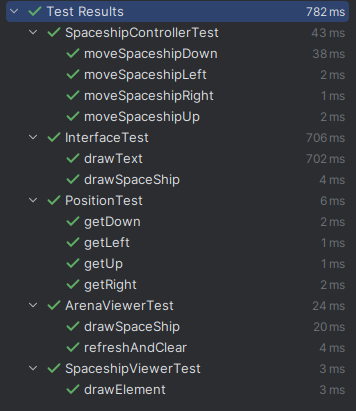 Test Results 782 ms
SpaceshipControllerTest 43 ms
moveSpaceshipDown 38 ms
moveSpaceshipLeft 2 ms
moveSpaceshipRight 1 ms
moveSpaceshipUp 2 ms
InterfaceTest 706 ms
drawText 702 ms
drawSpaceShip 4 ms
PositionTest 6 ms
getDown 2 ms
getLeft 1 ms
getUp 1 ms
getRight 2 ms
ArenaViewerTest 24 ms
drawSpaceShip 20 ms
refreshAndClear 4 ms
SpaceshipViewerTest 3 ms
drawElement 3 ms